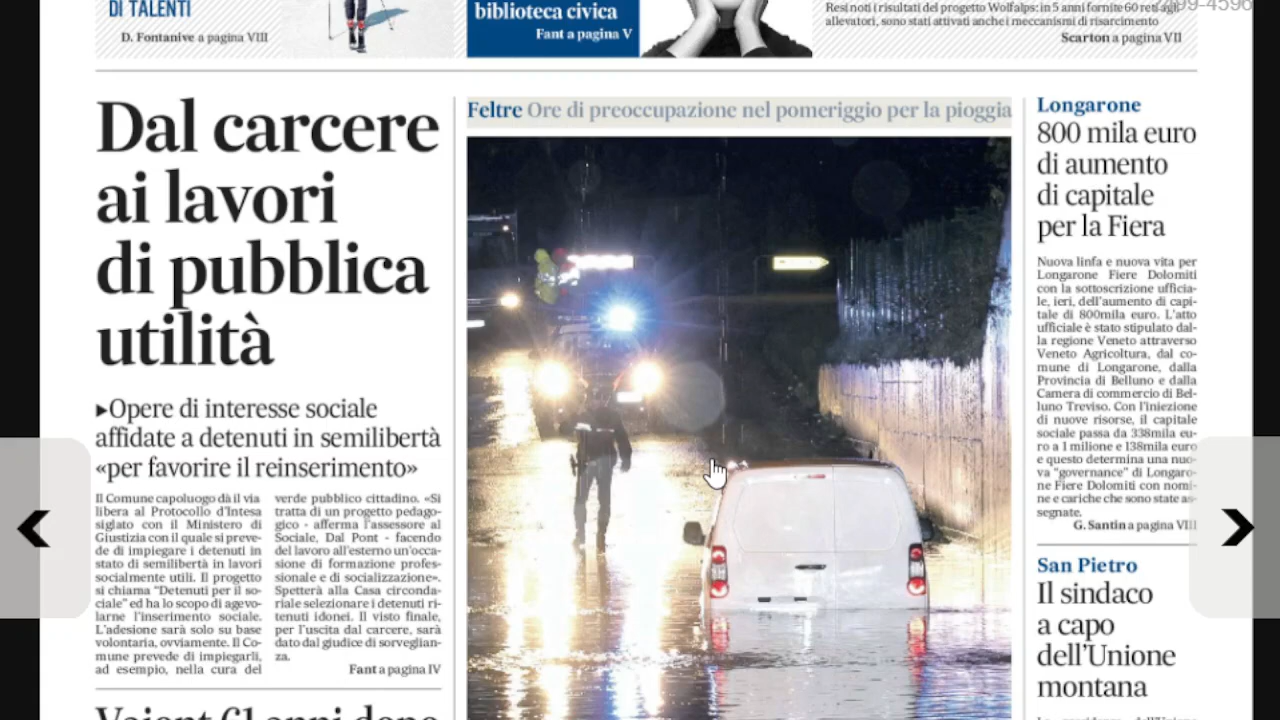 DI TALENTI
D. Fontanive a pagina VIII
biblioteca civica
Fant a pagina V
Resi noti i risultati del progetto Wolfalps: in 5 anni fornite 60 reti agli
allevatori, sono stati attivati anche i meccanismi di risarcimento
Scarton a pagina VII
Dal carcere
ai lavori
di pubblica
utilità
►Opere di interesse sociale
affidate a detenuti in semilibertà
«per favorire il reinserimento»
Il Comune capoluogo dà il via
libera al Protocollo d'Intesa
siglato con il Ministero di
Giustizia con il quale si preve-
de di impiegare i detenuti in
stato di semilibertà in lavori
socialmente utili. Il progetto
si chiama "Detenuti per il so-
ciale" ed ha lo scopo di agevo-
larne l'inserimento sociale.
L'adesione sarà solo su base
volontaria, ovviamente. Il Co-
mune prevede di impiegarli,
ad esempio, nella cura del
verde pubblico cittadino. «Si
tratta di un progetto pedago-
gico - afferma l'assessore al
Sociale, Dal Pont - facendo
del lavoro all'esterno un'occa-
sione di formazione profes-
sionale e di socializzazione».
Spetterà alla Casa circonda-
riale selezionare i detenuti ri-
tenuti idonei. Il visto finale,
per l'uscita dal carcere, sarà
dato dal giudice di sorveglian-
za.
Fant a pagina IV
Vajont 61 anni dopo
Feltre Ore di preoccupazione nel pomeriggio per la pioggia
Longarone
800 mila euro
di aumento
di capitale
per la Fiera
Nuova linfa e nuova vita per
Longarone Fiere Dolomiti
con la sottoscrizione ufficia-
le, ieri, dell'aumento di capi-
tale di 800mila euro. L'atto
ufficiale è stato stipulato dal-
la regione Veneto attraverso
Veneto Agricoltura, dal co-
mune di Longarone, dalla
Provincia di Belluno e dalla
Camera di commercio di Bel-
luno Treviso. Con l'iniezione
di nuove risorse, il capitale
sociale passa da 338mila eu-
ro a 1 milione e 138mila euro
e questo determina una nuo-
va "governance" di Longaro-
ne Fiere Dolomiti con nomi-
ne e cariche che sono state as-
segnate.
G. Santin a pagina VIII
San Pietro
Il sindaco
a capo
dell'Unione
montana